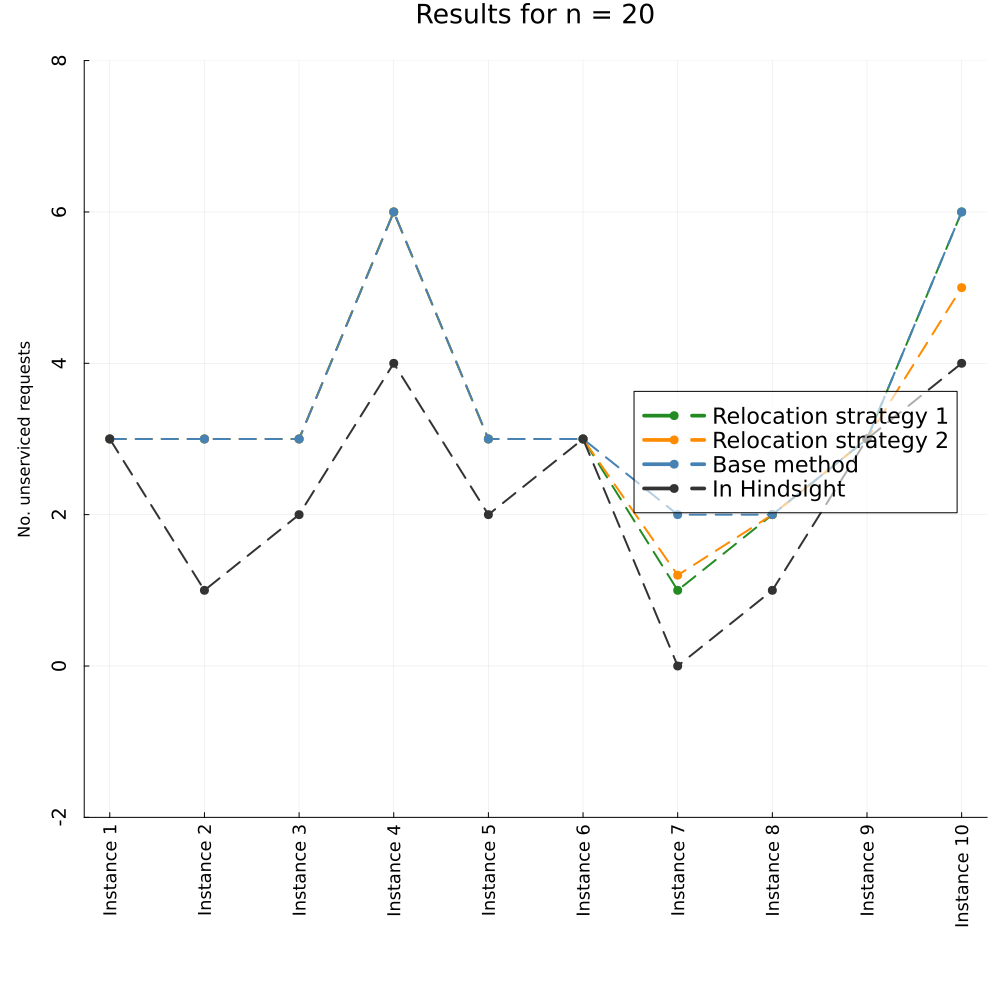 Results for n = 20
8
6
4
2
0
-2
No. unserviced requests
Relocation strategy 1
Relocation strategy 2
Base method
In Hindsight
Instance 1
Instance 2
Instance 3
Instance 4
Instance 5
Instance 6
Instance 7
Instance 8
Instance 9
Instance 10